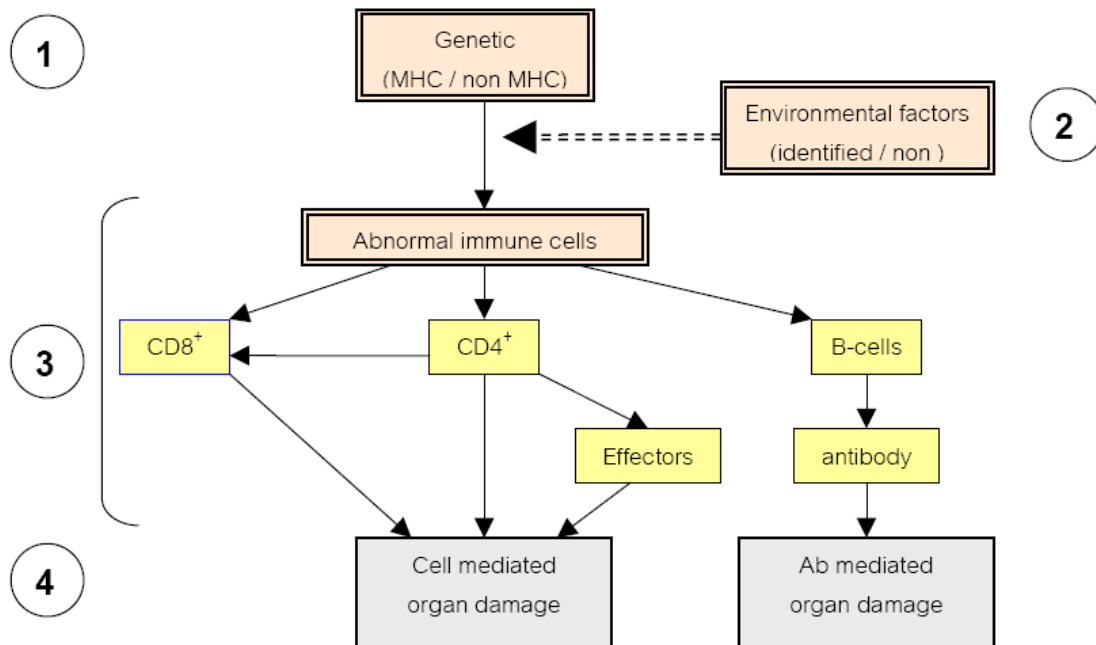 1
Genetic
(MHC / non MHC)
Environmental factors
(identified / non )
2
Abnormal immune cells
3
CD8+
CD4+
B-cells
Effectors
antibody
4
Cell mediated
organ damage
Ab mediated
organ damage